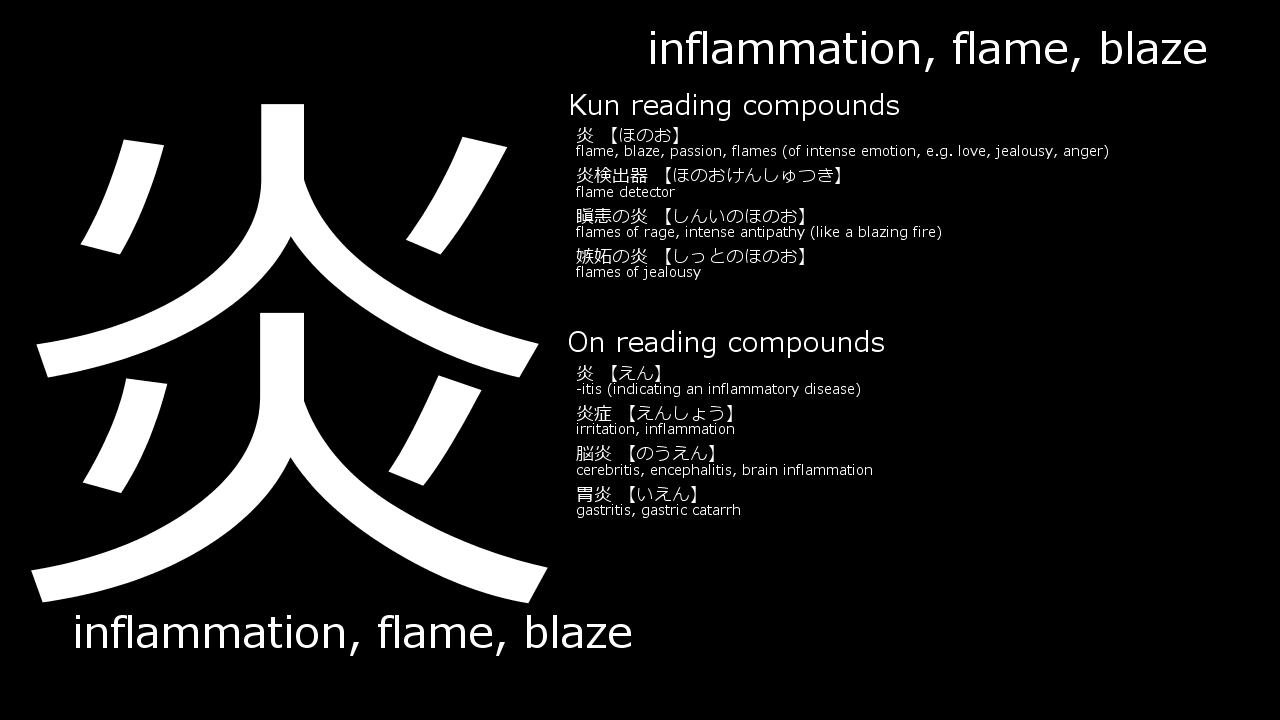 inflammation, flame, blaze
炎
inflammation, flame, blaze
Kun reading compounds
炎 【ほのお】
flame, blaze, passion, flames (of intense emotion, e.g. love, jealousy, anger)
炎検出器 【ほのおけんしゅつき】
flame detector
瞋恚の炎 【しんいのほのお】
flames of rage, intense antipathy (like a blazing fire)
嫉妬の炎 【しっとのほのお】
flames of jealousy
On reading compounds
炎 【えん】
-itis (indicating an inflammatory disease)
炎症 【えんしょう】
irritation, inflammation
脳炎 【のうえん】
cerebritis, encephalitis, brain inflammation
胃炎 【いえん】
gastritis, gastric catarrh